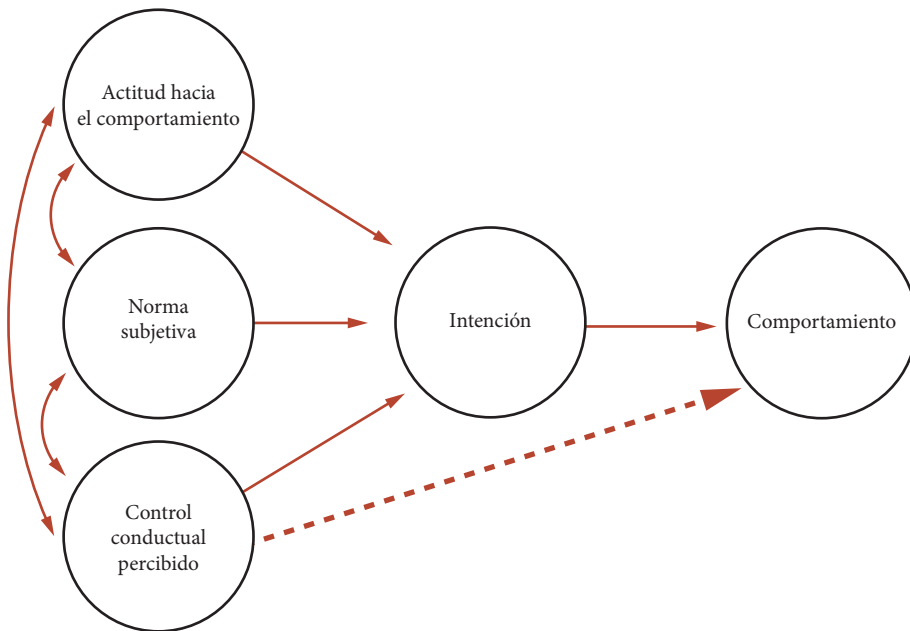 Actitud hacia
el comportamiento
Norma
subjetiva
Intención
Comportamiento
Control
conductual
percibido